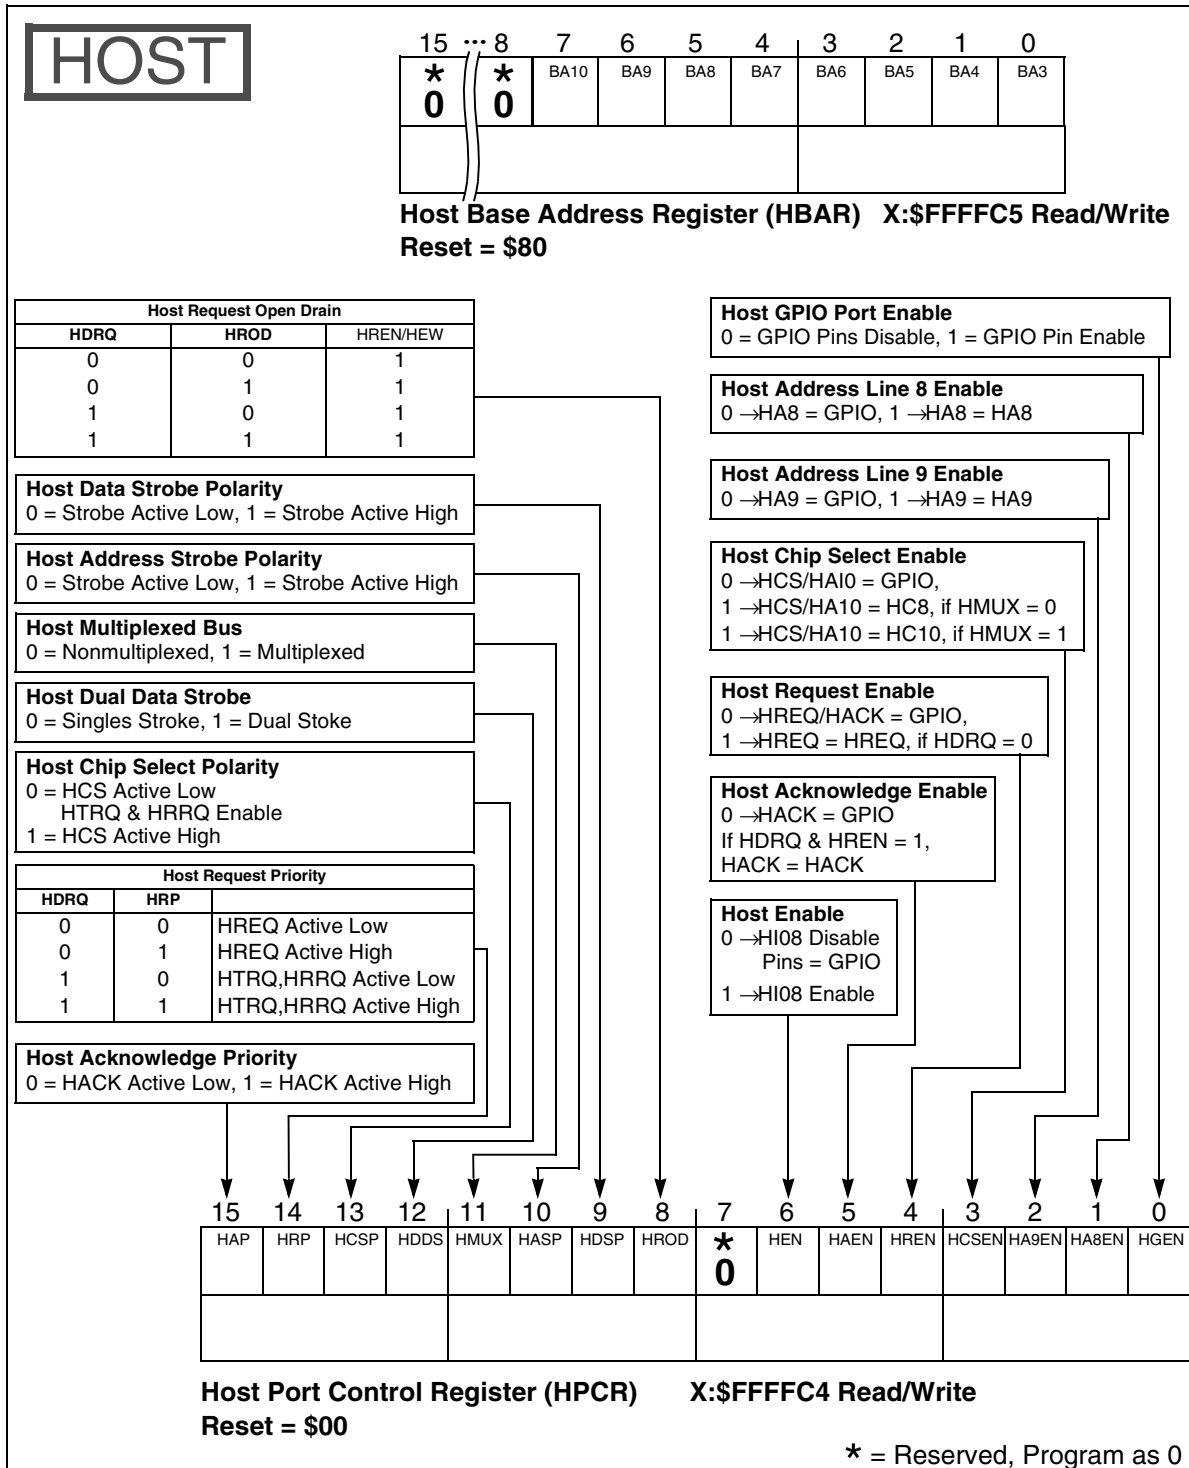 HOST
15 ... 8 7 6 5 4 3 2 1 0
* * BA10 BA9 BA8 BA7 BA6 BA5 BA4 BA3
0 0
Host Base Address Register (HBAR) X:$FFFFC5 Read/Write
Reset = $80
Host Request Open Drain
HDRQ HROD HREN/HEW
0 0 1
0 1 1
1 0 1
1 1 1
Host Data Strobe Polarity
0 = Strobe Active Low, 1 = Strobe Active High
Host Address Strobe Polarity
0 = Strobe Active Low, 1 = Strobe Active High
Host Multiplexed Bus
0 = Nonmultiplexed, 1 = Multiplexed
Host Dual Data Strobe
0 = Singles Stroke, 1 = Dual Stoke
Host Chip Select Polarity
0 = HCS Active Low
HTRQ & HRRQ Enable
1 = HCS Active High
Host Request Priority
HDRQ HRP
0 0 HREQ Active Low
0 1 HREQ Active High
1 0 HTRQ,HRRQ Active Low
1 1 HTRQ,HRRQ Active High
Host Acknowledge Priority
0 = HACK Active Low, 1 = HACK Active High
Host GPIO Port Enable
0 = GPIO Pins Disable, 1 = GPIO Pin Enable
Host Address Line 8 Enable
0 →HA8 = GPIO, 1 →HA8 = HA8
Host Address Line 9 Enable
0 →HA9 = GPIO, 1 →HA9 = HA9
Host Chip Select Enable
0 →HCS/HAI0 = GPIO,
1 →HCS/HA10 = HC8, if HMUX = 0
1 →HCS/HA10 = HC10, if HMUX = 1
Host Request Enable
0 →HREQ/HACK = GPIO,
1 →HREQ = HREQ, if HDRQ = 0
Host Acknowledge Enable
0 →HACK = GPIO
If HDRQ & HREN = 1,
HACK = HACK
Host Enable
0 →HI08 Disable
Pins = GPIO
1 →HI08 Enable
15 14 13 12 11 10 9 8 7 6 5 4 3 2 1 0
HAP HRP HCSP HDDS HMUX HASP HDSP HROD * HEN HAEN HREN HCSEN HA9EN HA8EN HGEN
0
Host Port Control Register (HPCR) X:$FFFFC4 Read/Write
Reset = $00
* = Reserved, Program as 0